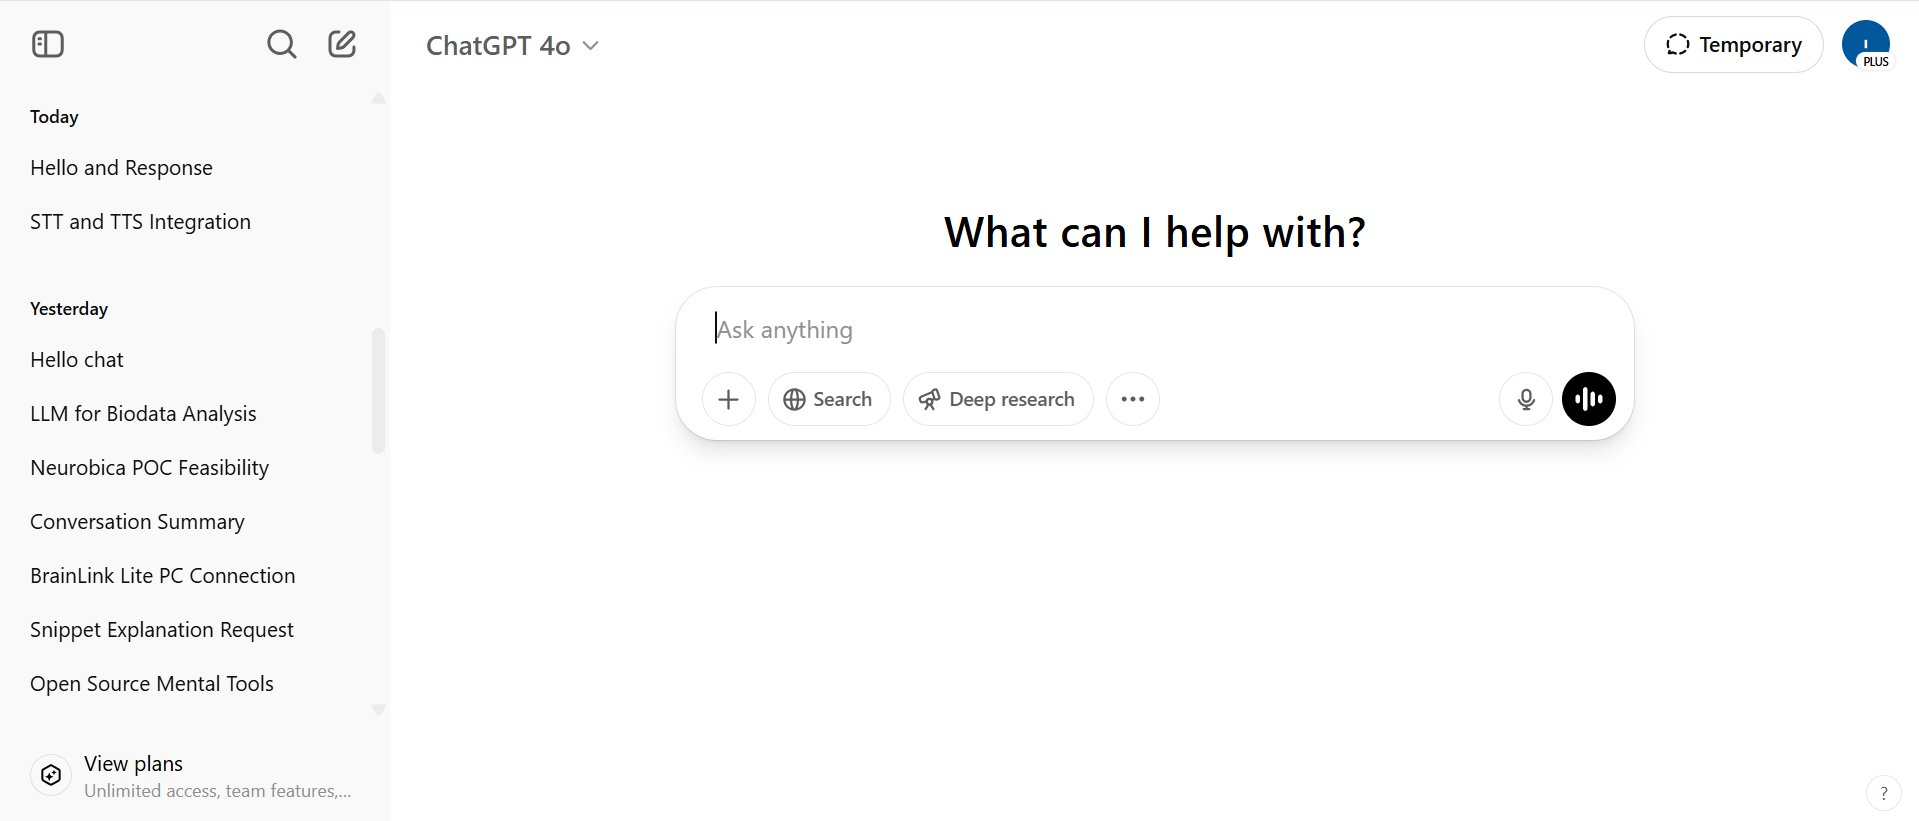 ChatGPT 4o
Temporary
PLUS
Today
Hello and Response
STT and TTS Integration
Yesterday
Hello chat
LLM for Biodata Analysis
Neurobica POC Feasibility
Conversation Summary
BrainLink Lite PC Connection
Snippet Explanation Request
Open Source Mental Tools
View plans
Unlimited access, team features,...
What can I help with?
Ask anything
Search
Deep research
?